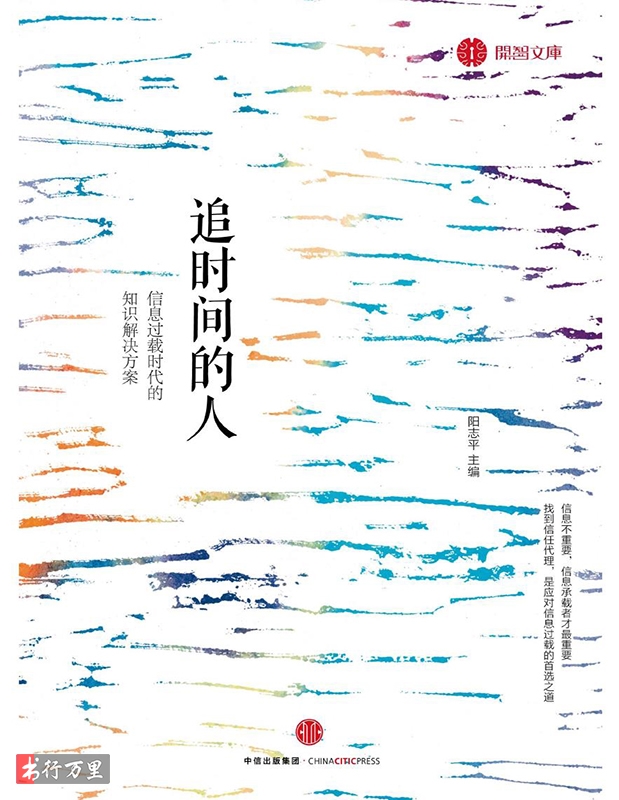 開智文庫
追时间的人
信息过载时代的
知识解决方案
阳志平 主编
信息不重要，信息承载者才最重要
找到信任代理，是应对信息过载的首选之道
中信出版集团·CHINACITICPRESS
书行万里